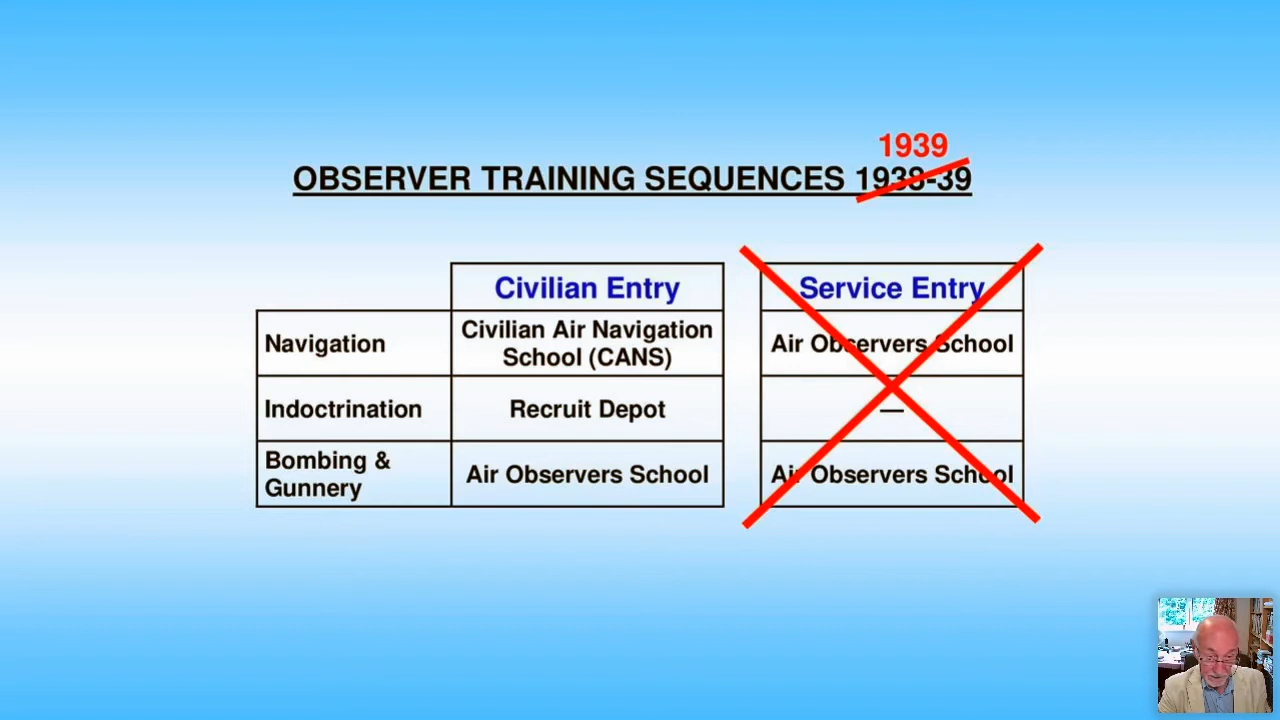 1939
OBSERVER TRAINING SEQUENCES 1938-39
Civilian Entry
Service Entry
Navigation
Civilian Air Navigation
School (CANS)
Air Observers School
Indoctrination
Recruit Depot
—
Bombing &
Gunnery
Air Observers School
Air Observers School